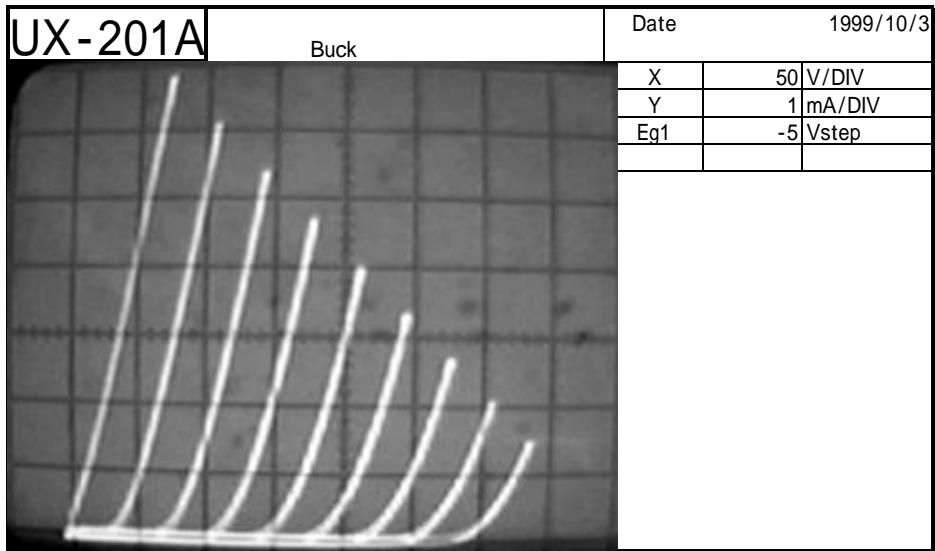 UX-201A
Buck
Date 1999/10/3
X 50 V/DIV
Y 1 mA/DIV
Eg1 -5 Vstep